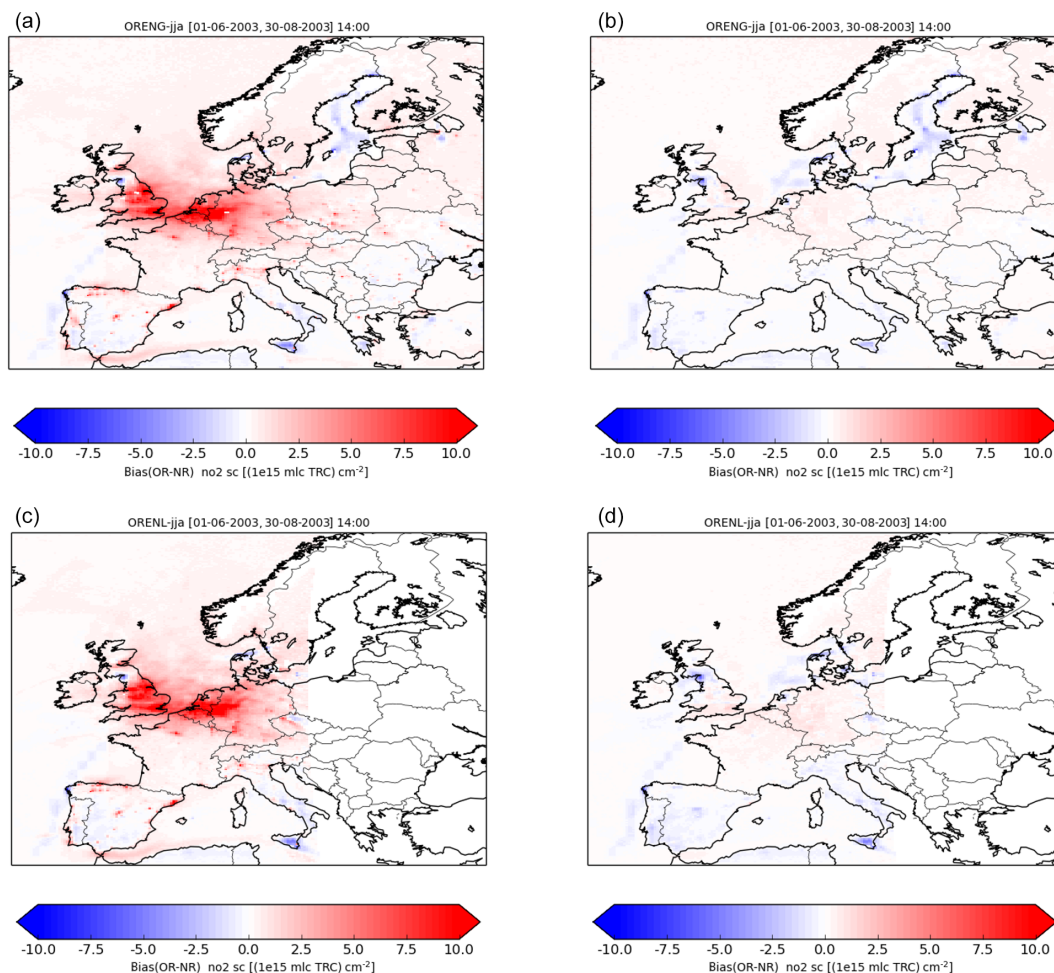 (a)
ORENG-jja [01-06-2003, 30-08-2003] 14:00
(b)
ORENG-jja [01-06-2003, 30-08-2003] 14:00
-10.0 -7.5 -5.0 -2.5 0.0 2.5 5.0 7.5 10.0
Bias(OR-NR) no2 sc [(1e15 mlc TRC) cm-2]
-10.0 -7.5 -5.0 -2.5 0.0 2.5 5.0 7.5 10.0
Bias(OR-NR) no2 sc [(1e15 mlc TRC) cm-2]
(c)
ORENL-jja [01-06-2003, 30-08-2003] 14:00
(d)
ORENL-jja [01-06-2003, 30-08-2003] 14:00
-10.0 -7.5 -5.0 -2.5 0.0 2.5 5.0 7.5 10.0
Bias(OR-NR) no2 sc [(1e15 mlc TRC) cm-2]
-10.0 -7.5 -5.0 -2.5 0.0 2.5 5.0 7.5 10.0
Bias(OR-NR) no2 sc [(1e15 mlc TRC) cm-2]